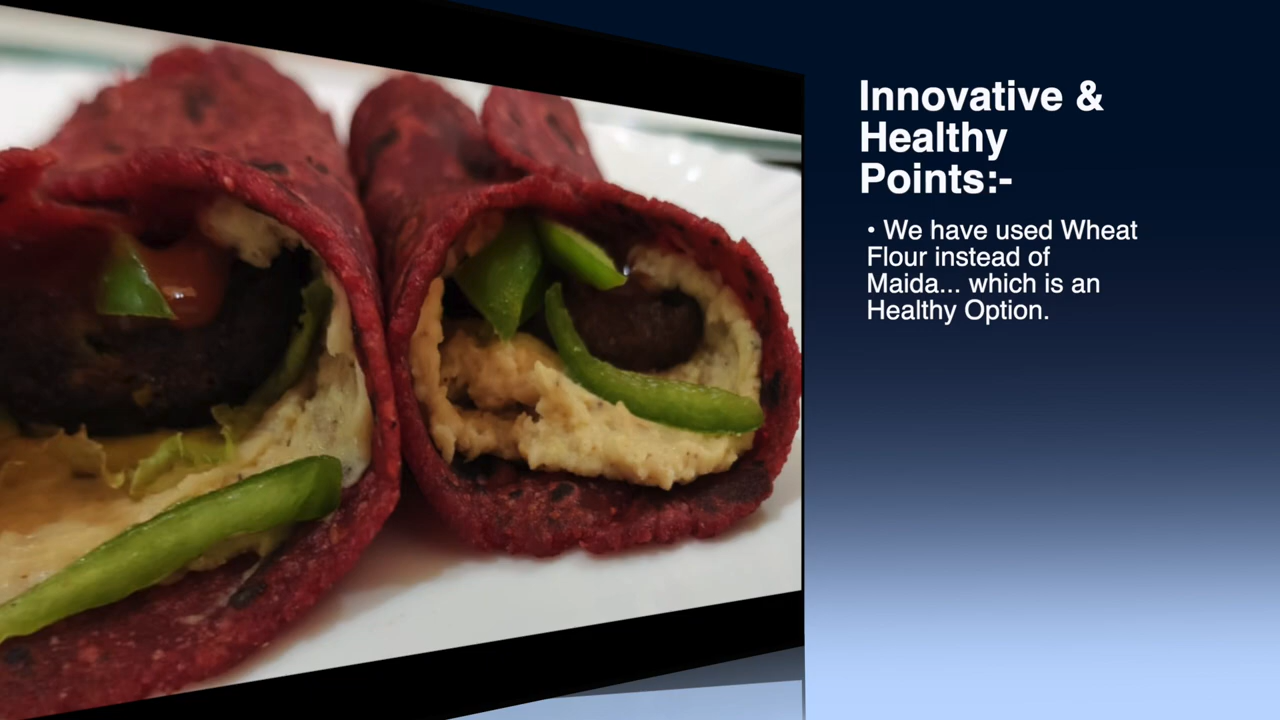 Innovative &
Healthy
Points:-
• We have used Wheat
Flour instead of
Maida... which is an
Healthy Option.